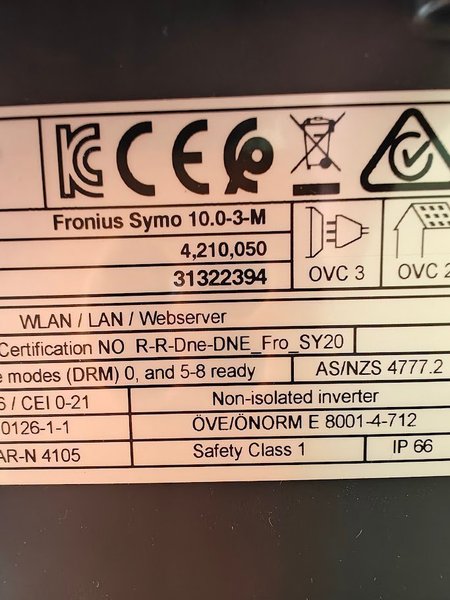 Fronius Symo 10.0-3-M
4,210,050
31322394
OVC 3
OVC 2
WLAN / LAN / Webserver
Certification NO R-R-Dne-DNE_Fro_SY20
modes (DRM) 0, and 5-8 ready
AS/NZS 4777.2
/ CEI 0-21
Non-isolated inverter
0126-1-1
ÖVE/ÖNORM E 8001-4-712
AR-N 4105
Safety Class 1
IP 66